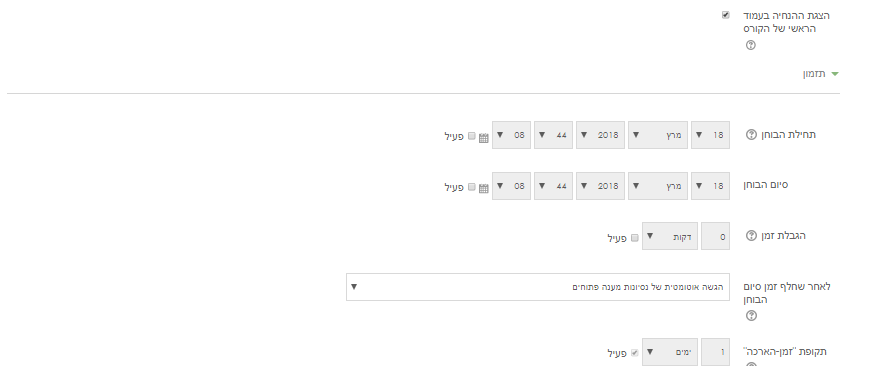 הצגת ההנחיה בעמוד
הראשי של הקורס
תזמון
תחילת הבוחן 18 מרץ 2018 44 08 פעיל
סיום הבוחן 18 מרץ 2018 44 08 פעיל
הגבלת זמן 0 דקות פעיל
לאחר שחלף זמן סיום הגשה אוטומטית של נסיונות מענה פתוחים
הבוחן
תקופת "זמן-הארכה" 1 ימים פעיל